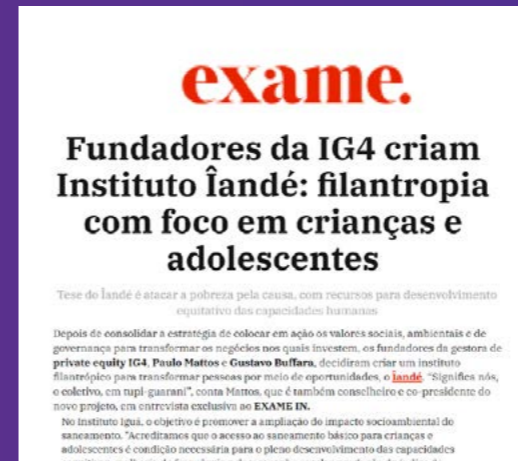 exame.
Fundadores da IG4 criam
Instituto Îandé: filantropia
com foco em crianças e
adolescentes
Tese do Îandé é atacar a pobreza pela causa, com recursos para desenvolvimento
equitativo das capacidades humanas
Depois de consolidar a estratégia de colocar em ação os valores sociais, ambientais e de
governança para transformar os negócios nos quais investem, os fundadores da gestora de
private equity IG4, Paulo Mattos e Gustavo Buffara, decidiram criar um instituto
filantrópico para transformar pessoas por meio de oportunidades, o Îandé. "Significa nós,
o coletivo, em tupi-guarani", conta Mattos, que é também conselheiro e co-presidente do
novo projeto, em entrevista exclusiva ao EXAME IN.
No Instituto Iguá, o objetivo é promover a ampliação do impacto socioambiental do
saneamento. "Acreditamos que o acesso ao saneamento básico para crianças e
adolescentes é condição necessária para o pleno desenvolvimento das capacidades